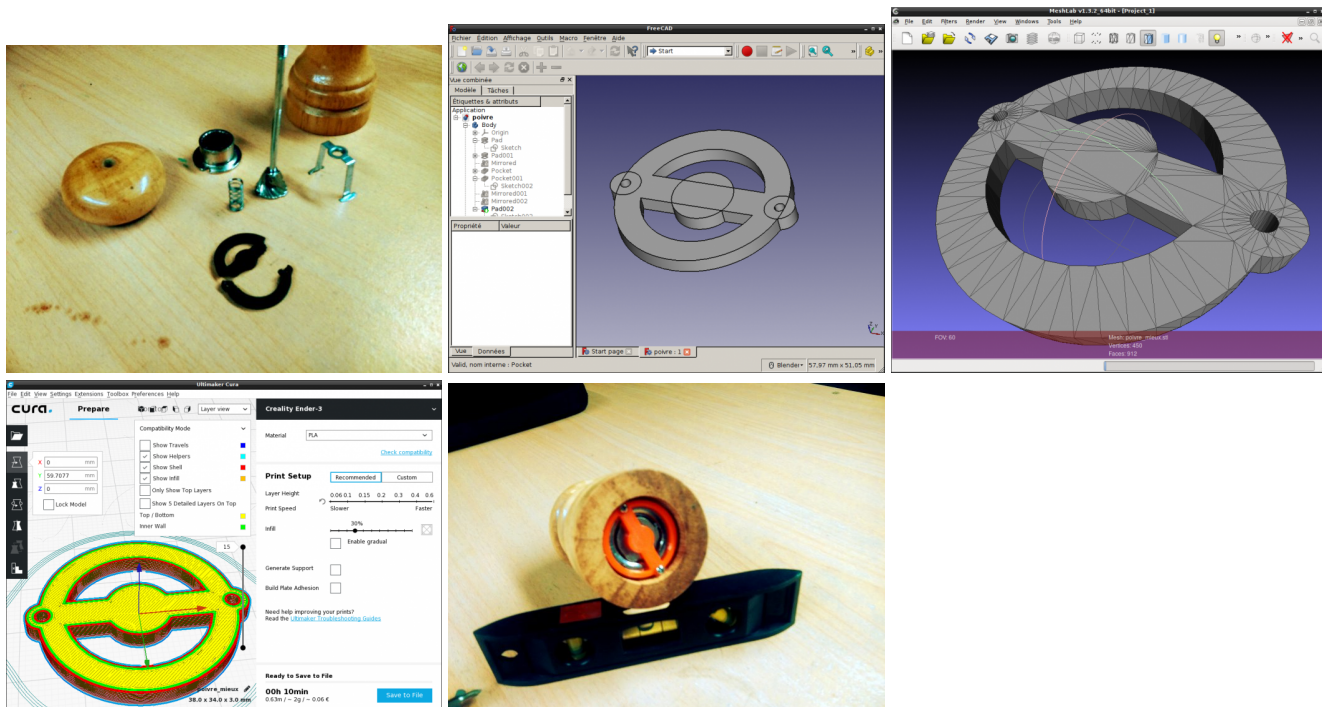 FreeCAD
Fichier Edition Affichage Outils Macro Fenêtre Aide
Start
Vue combinée
Modèle Tâches
Étiquettes & attributs
Application
poivre
Body
Origin
Pad
Sketch
Pad001
Mirrored
Pocket
Pocket001
Sketch002
Mirrored001
Mirrored002
Pad002
Propriété Valeur
Vue Données
Start page
poivre : 1
Valid, nom interne : Pocket
Blender 57,97 mm x 51,05 mm
MeshLab v1.3.2_64bit - [Project_1]
File Edit Filters Render View Windows Tools Help
FOV: 60
Mesh: poivre_mieux.stl
Vertices: 450
Faces: 912
Ultimaker Cura
File Edit View Settings Extensions Toolbox Preferences Help
cura.
Prepare
Layer view
Creality Ender-3
Compatibility Mode
Show Travels
Show Helpers
Show Shell
Show Infill
Only Show Top Layers
Show 5 Detailed Layers On Top
Top / Bottom
Inner Wall
X 0 mm
Y 59.7077 mm
Z 0 mm
Lock Model
15
Material PLA
Check compatibility
Print Setup Recommended Custom
Layer Height 0.06 0.1 0.15 0.2 0.3 0.4 0.6
Print Speed Slower Faster
Infill 30%
Enable gradual
Generate Support
Build Plate Adhesion
Need help improving your prints?
Read the Ultimaker Troubleshooting Guides
Ready to Save to File
00h 10min
0.63m / ~ 2g / ~ 0.06 €
Save to File
poivre_mieux
38.0 x 34.0 x 3.0 mm